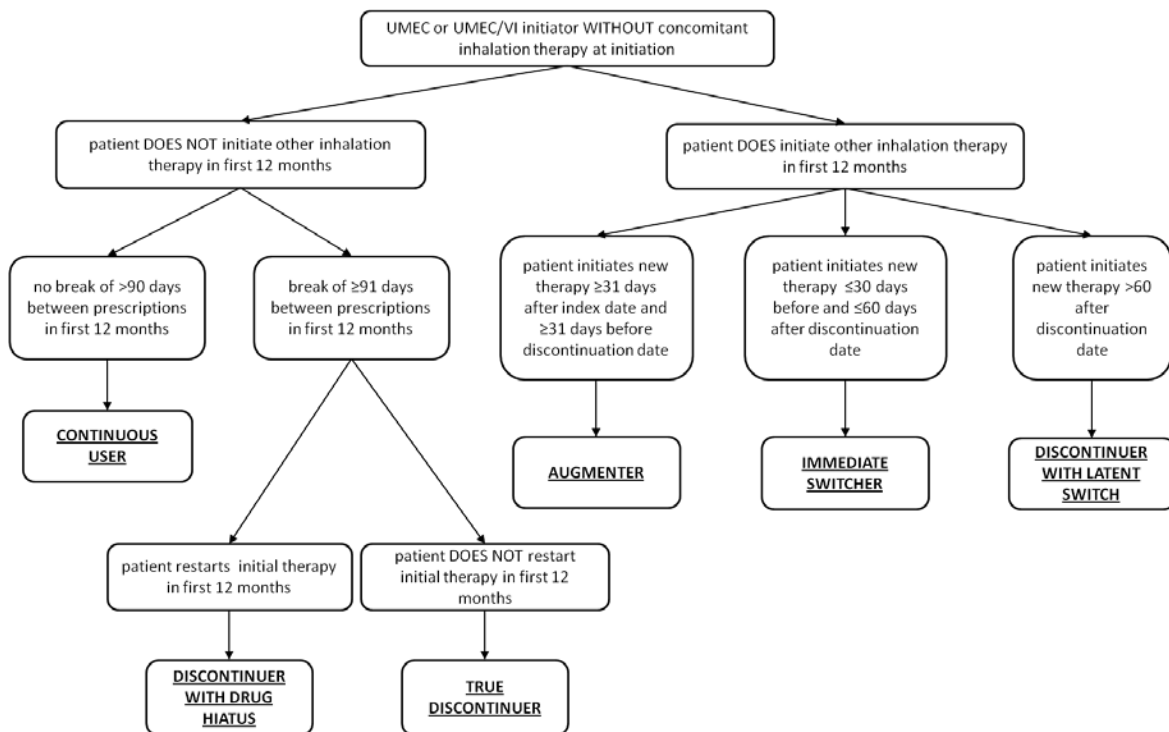 UMEC or UMEC/VI initiator WITHOUT concomitant
inhalation therapy at initiation
patient DOES NOT initiate other inhalation
therapy in first 12 months
patient DOES initiate other inhalation therapy
in first 12 months
no break of >90 days
between prescriptions
in first 12 months
break of ≥91 days
between prescriptions
in first 12 months
patient initiates new
therapy ≥31 days
after index date and
≥31 days before
discontinuation date
patient initiates new
therapy ≤30 days
before and ≤60 days
after discontinuation
date
patient initiates
new therapy >60
after
discontinuation
date
CONTINUOUS
USER
AUGMENTER
IMMEDIATE
SWITCHER
DISCONTINUER
WITH LATENT
SWITCH
patient restarts initial therapy
in first 12 months
patient DOES NOT restart
initial therapy in first 12
months
DISCONTINUER
WITH DRUG
HIATUS
TRUE
DISCONTINUER